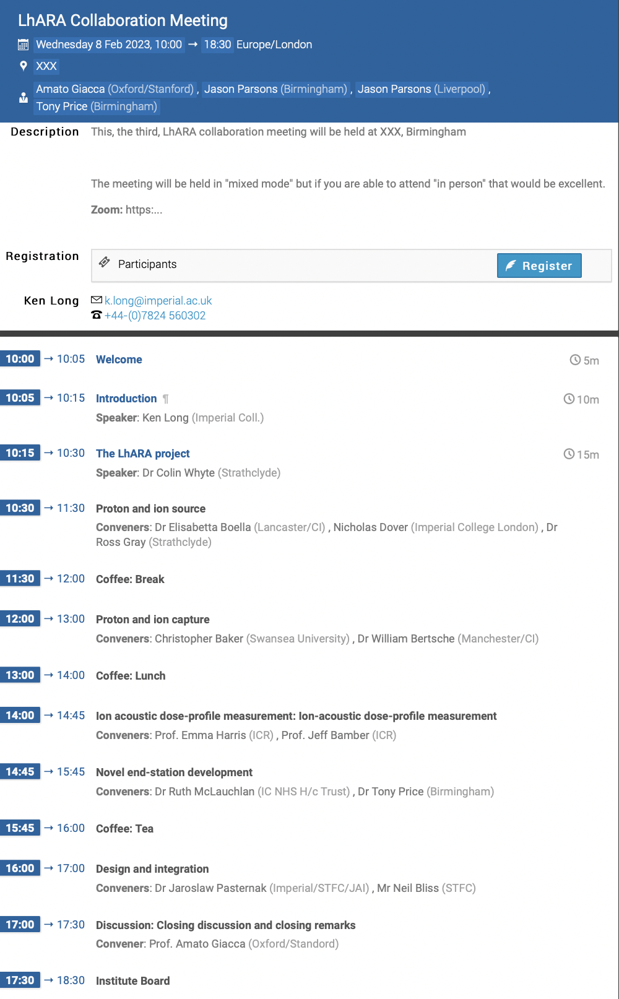 LhARA Collaboration Meeting
Wednesday 8 Feb 2023, 10:00 → 18:30 Europe/London
XXX
Amato Giacca (Oxford/Stanford) , Jason Parsons (Birmingham) , Jason Parsons (Liverpool) ,
Tony Price (Birmingham)
Description This, the third, LhARA collaboration meeting will be held at XXX, Birmingham
The meeting will be held in "mixed mode" but if you are able to attend "in person" that would be excellent.
Zoom: https:...
Registration Participants Register
Ken Long k.long@imperial.ac.uk
+44-(0)7824 560302
10:00 → 10:05 Welcome 5m
10:05 → 10:15 Introduction ¶ 10m
Speaker: Ken Long (Imperial Coll.)
10:15 → 10:30 The LhARA project 15m
Speaker: Dr Colin Whyte (Strathclyde)
10:30 → 11:30 Proton and ion source
Conveners: Dr Elisabetta Boella (Lancaster/CI) , Nicholas Dover (Imperial College London) , Dr
Ross Gray (Strathclyde)
11:30 → 12:00 Coffee: Break
12:00 → 13:00 Proton and ion capture
Conveners: Christopher Baker (Swansea University) , Dr William Bertsche (Manchester/CI)
13:00 → 14:00 Coffee: Lunch
14:00 → 14:45 Ion acoustic dose-profile measurement: Ion-acoustic dose-profile measurement
Conveners: Prof. Emma Harris (ICR) , Prof. Jeff Bamber (ICR)
14:45 → 15:45 Novel end-station development
Conveners: Dr Ruth McLauchlan (IC NHS H/c Trust) , Dr Tony Price (Birmingham)
15:45 → 16:00 Coffee: Tea
16:00 → 17:00 Design and integration
Conveners: Dr Jaroslaw Pasternak (Imperial/STFC/JAI) , Mr Neil Bliss (STFC)
17:00 → 17:30 Discussion: Closing discussion and closing remarks
Convener: Prof. Amato Giacca (Oxford/Standord)
17:30 → 18:30 Institute Board